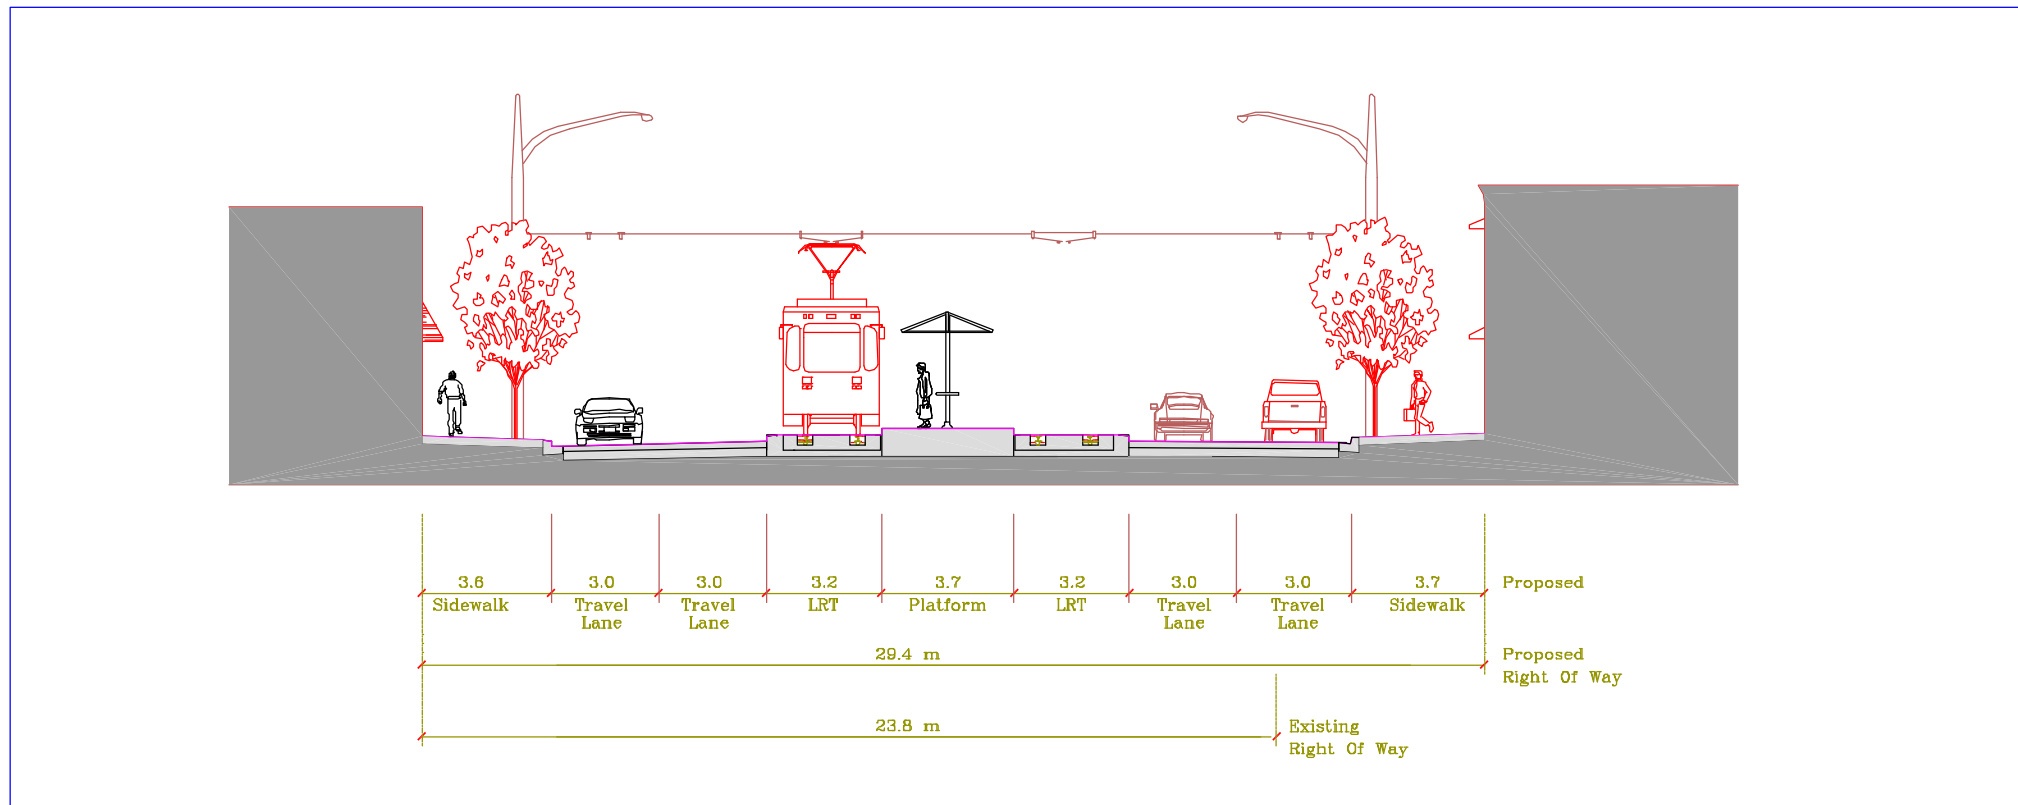 3.6 3.0 3.0 3.2 3.7 3.2 3.0 3.0 3.7 Proposed
Sidewalk Travel Travel LRT Platform LRT Travel Travel Sidewalk
Lane Lane Lane Lane
29.4 m Proposed
Right Of Way
23.8 m Existing
Right Of Way